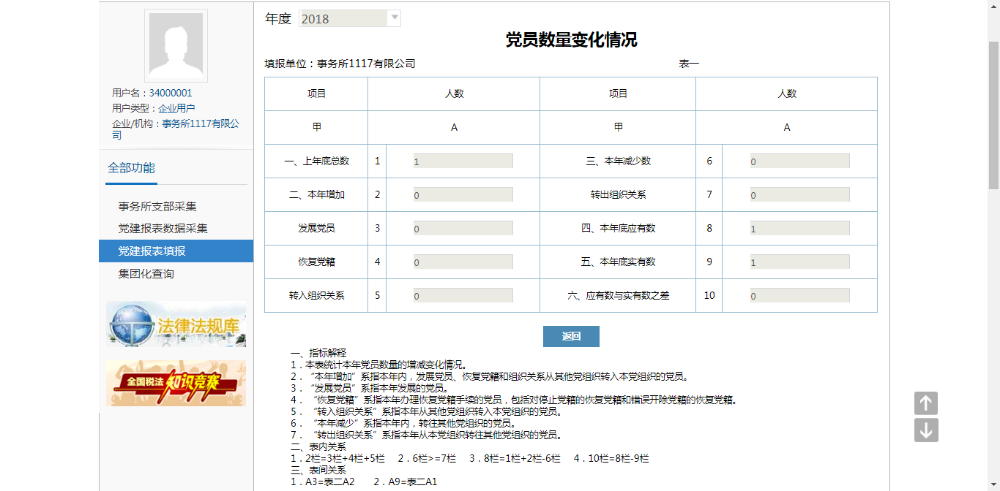 用户名：34000001
用户类型：企业用户
企业/机构：事务所1117有限公
司
全部功能
事务所支部采集
党建报表数据采集
党建报表填报
集团化查询
法律法规库
全国税法知识竞赛
年度 2018
党员数量变化情况
填报单位：事务所1117有限公司 表一
项目 人数 项目 人数
甲 A 甲 A
一、上年底总数 1 1 三、本年减少数 6 0
二、本年增加 2 0 转出组织关系 7 0
发展党员 3 0 四、本年底应有数 8 1
恢复党籍 4 0 五、本年底实有数 9 1
转入组织关系 5 0 六、应有数与实有数之差 10 0
返回
一、指标解释
1．本表统计本年党员数量的增减变化情况。
2．“本年增加”系指本年内，发展党员、恢复党籍和组织关系从其他党组织转入本党组织的党员。
3．“发展党员”系指本年发展的党员。
4．“恢复党籍”系指本年办理恢复党籍手续的党员，包括对停止党籍的恢复党籍和错误开除党籍的恢复党籍。
5．“转入组织关系”系指本年从其他党组织转入本党组织的党员。
6．“本年减少”系指本年内，转往其他党组织的党员。
7．“转出组织关系”系指本年从本党组织转往其他党组织的党员。
二、表内关系
1．2栏=3栏+4栏+5栏 2．6栏>=7栏 3．8栏=1栏+2栏-6栏 4．10栏=8栏-9栏
三、表间关系
1．A3=表二A2 2．A9=表二A1